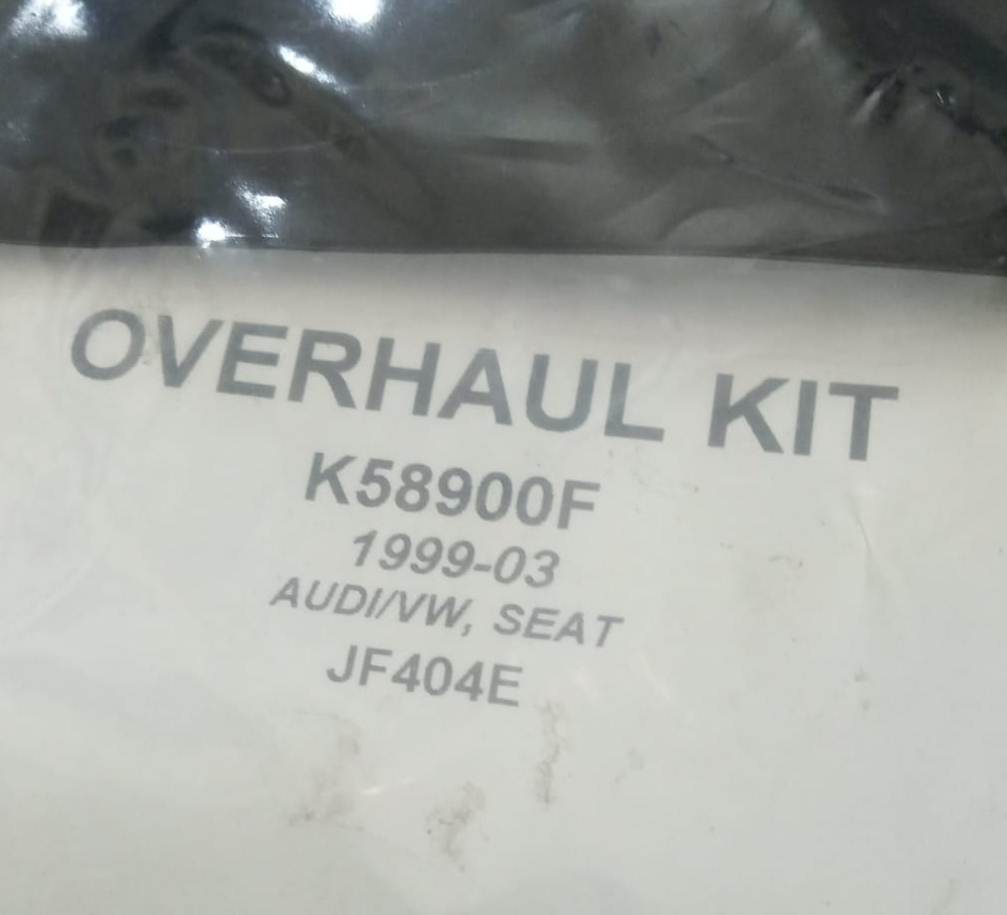 OVERHAUL KIT
K58900F
1999-03
AUDI/VW, SEAT
JF404E